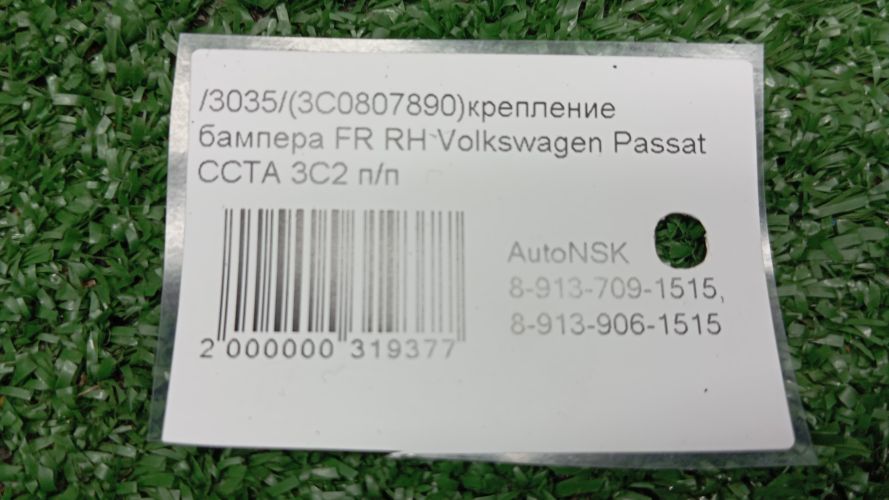 /3035/(3C0807890)крепление
бампера FR RH Volkswagen Passat
CCTA 3C2 п/п
AutoNSK
8-913-709-1515,
8-913-906-1515
2 000000 319377